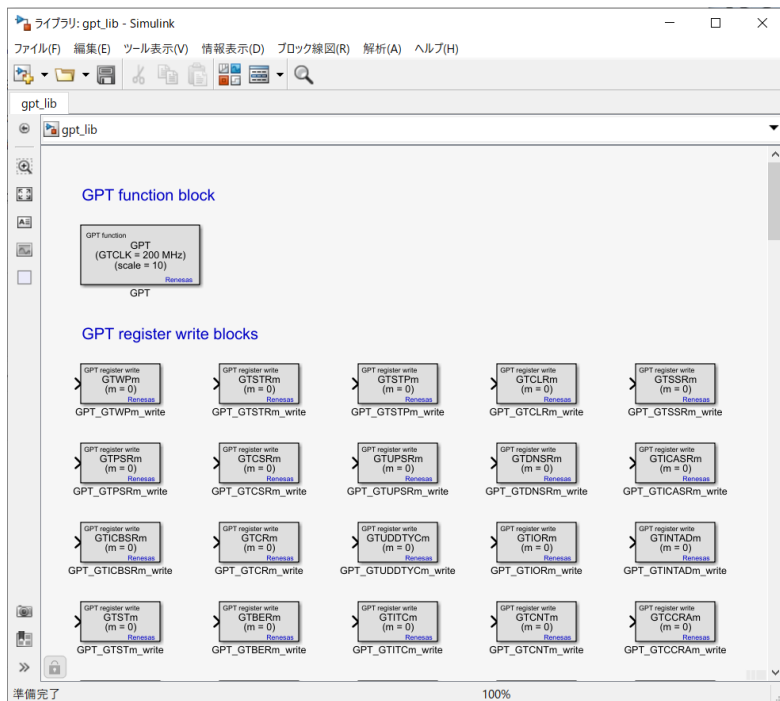 ライブラリ: gpt_lib - Simulink
ファイル(F) 編集(E) ツール表示(V) 情報表示(D) ブロック線図(R) 解析(A) ヘルプ(H)
gpt_lib
gpt_lib
GPT function block
GPT function
GPT
(GTCLK = 200 MHz)
(scale = 10)
Renesas
GPT
GPT register write blocks
GPT register write GPT register write GPT register write GPT register write GPT register write
GTWPm GTSTRm GTSTPm GTCLRm GTSSRm
(m = 0) (m = 0) (m = 0) (m = 0) (m = 0)
Renesas Renesas Renesas Renesas Renesas
GPT_GTWPm_write GPT_GTSTRm_write GPT_GTSTPm_write GPT_GTCLRm_write GPT_GTSSRm_write
GPT register write GPT register write GPT register write GPT register write GPT register write
GTPSRm GTCSRm GTUPSRm GTDNSRm GTICASRm
(m = 0) (m = 0) (m = 0) (m = 0) (m = 0)
Renesas Renesas Renesas Renesas Renesas
GPT_GTPSRm_write GPT_GTCSRm_write GPT_GTUPSRm_write GPT_GTDNSRm_write GPT_GTICASRm_write
GPT register write GPT register write GPT register write GPT register write GPT register write
GTICBSRm GTCRm GTUDDTYCm GTIORm GTINTADm
(m = 0) (m = 0) (m = 0) (m = 0) (m = 0)
Renesas Renesas Renesas Renesas Renesas
GPT_GTICBSRm_write GPT_GTCRm_write GPT_GTUDDTYCm_write GPT_GTIORm_write GPT_GTINTADm_write
GPT register write GPT register write GPT register write GPT register write GPT register write
GTSTm GTBERm GTITCm GTCNTm GTCCRAm
(m = 0) (m = 0) (m = 0) (m = 0) (m = 0)
Renesas Renesas Renesas Renesas Renesas
GPT_GTSTm_write GPT_GTBERm_write GPT_GTITCm_write GPT_GTCNTm_write GPT_GTCCRAm_write
準備完了 100%